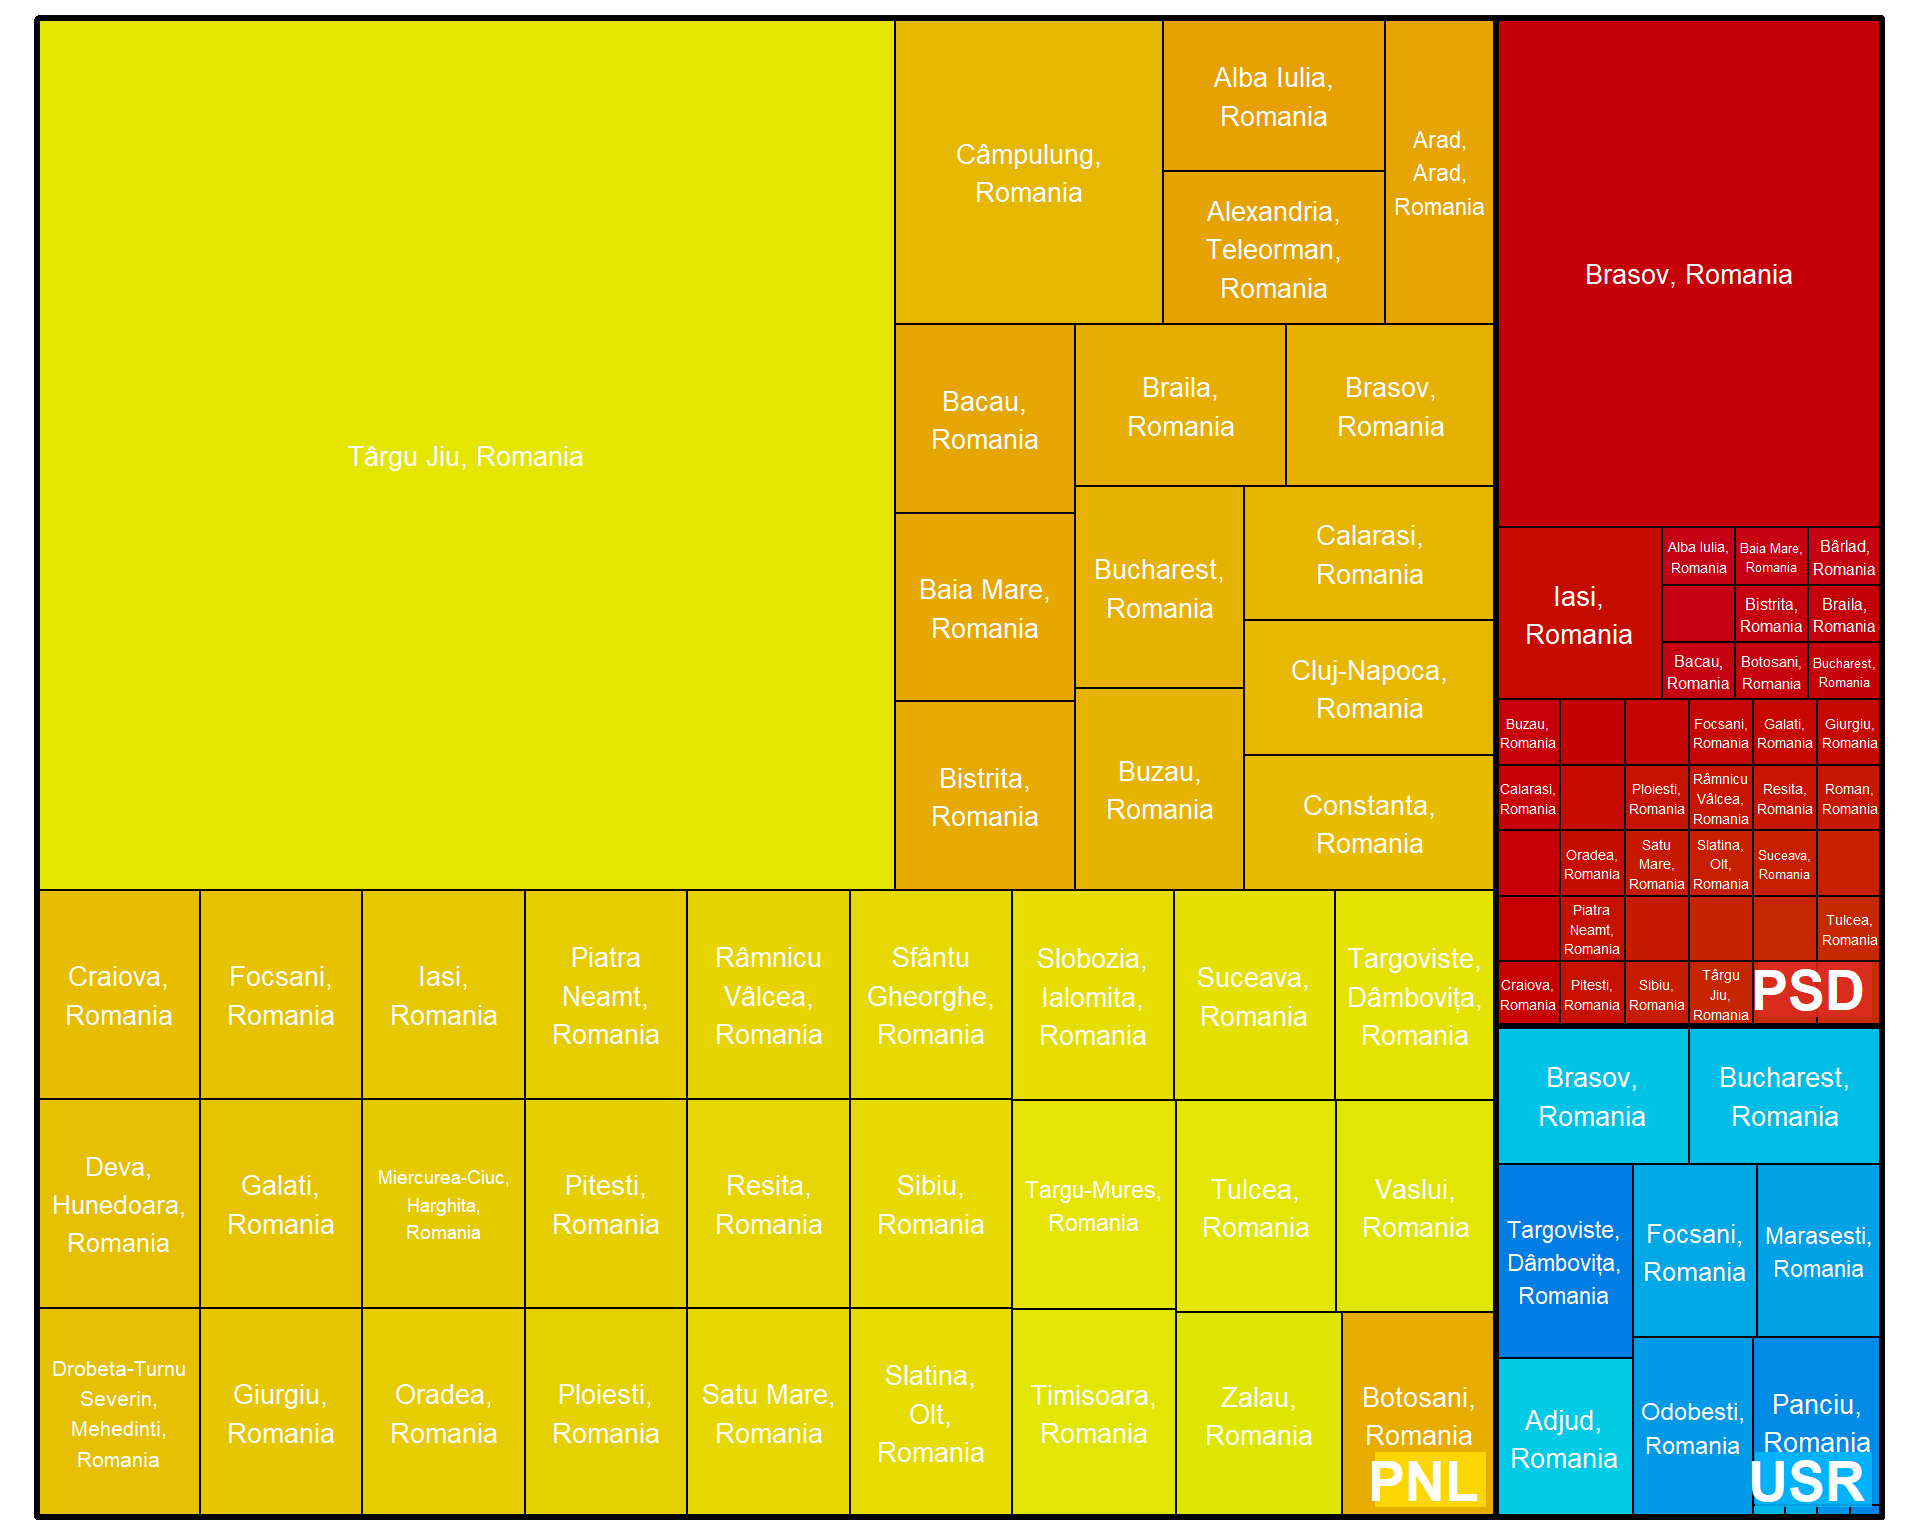 Târgu Jiu, Romania
Câmpulung,
Romania
Alba Iulia,
Romania
Alexandria,
Teleorman,
Romania
Arad,
Arad,
Romania
Bacau,
Romania
Braila,
Romania
Brasov,
Romania
Baia Mare,
Romania
Bucharest,
Romania
Calarasi,
Romania
Cluj-Napoca,
Romania
Bistrita,
Romania
Buzau,
Romania
Constanta,
Romania
Craiova,
Romania
Focsani,
Romania
Iasi,
Romania
Piatra
Neamt,
Romania
Râmnicu
Vâlcea,
Romania
Sfântu
Gheorghe,
Romania
Slobozia,
Ialomita,
Romania
Suceava,
Romania
Targoviste,
Dâmbovița,
Romania
Deva,
Hunedoara,
Romania
Galati,
Romania
Miercurea-Ciuc,
Harghita,
Romania
Pitesti,
Romania
Resita,
Romania
Sibiu,
Romania
Targu-Mures,
Romania
Tulcea,
Romania
Vaslui,
Romania
Drobeta-Turnu
Severin,
Mehedinti,
Romania
Giurgiu,
Romania
Oradea,
Romania
Ploiesti,
Romania
Satu Mare,
Romania
Slatina,
Olt,
Romania
Timisoara,
Romania
Zalau,
Romania
Botosani,
Romania
PNL
Brasov, Romania
Iasi,
Romania
Alba Iulia,
Romania
Baia Mare,
Romania
Bârlad,
Romania
Bistrita,
Romania
Braila,
Romania
Bacau,
Romania
Botosani,
Romania
Bucharest,
Romania
Buzau,
Romania
Focsani,
Romania
Galati,
Romania
Giurgiu,
Romania
Calarasi,
Romania
Ploiesti,
Romania
Râmnicu
Vâlcea,
Romania
Resita,
Romania
Roman,
Romania
Oradea,
Romania
Satu
Mare,
Romania
Slatina,
Olt,
Romania
Suceava,
Romania
Piatra
Neamt,
Romania
Tulcea,
Romania
Craiova,
Romania
Pitesti,
Romania
Sibiu,
Romania
Târgu
Jiu,
Romania
PSD
Brasov,
Romania
Bucharest,
Romania
Targoviste,
Dâmbovița,
Romania
Focsani,
Romania
Marasesti,
Romania
Adjud,
Romania
Odobesti,
Romania
Panciu,
Romania
USR